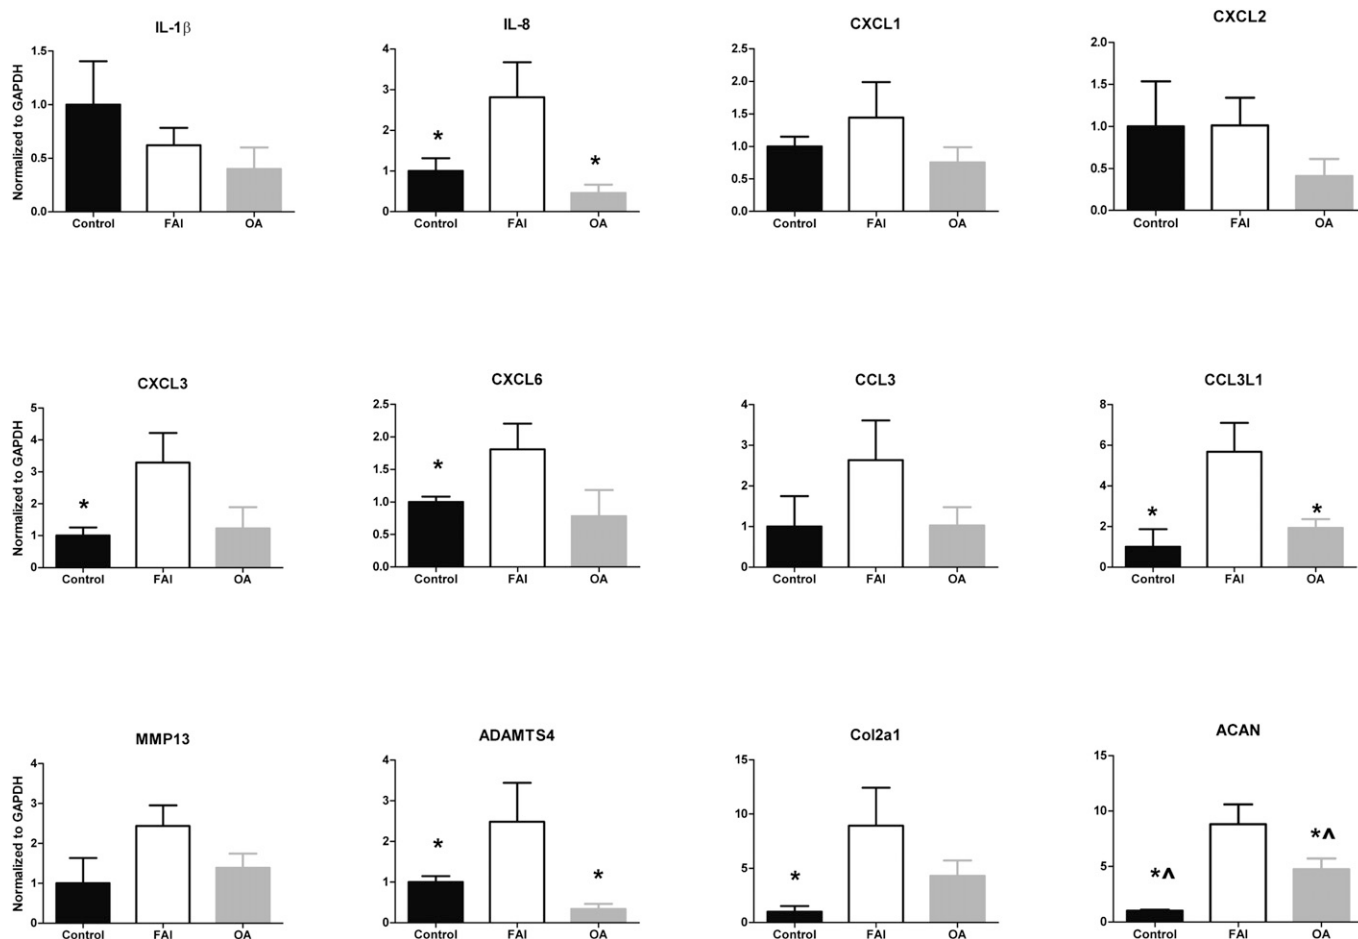 IL-1β
Normalized to GAPDH
1.5
1.0
0.5
0.0
Control FAI OA
IL-8
4
3
2
1
0
*
*
Control FAI OA
CXCL1
2.5
2.0
1.5
1.0
0.5
0.0
Control FAI OA
CXCL2
2.0
1.5
1.0
0.5
0.0
Control FAI OA
CXCL3
Normalized to GAPDH
5
4
3
2
1
0
*
Control FAI OA
CXCL6
2.5
2.0
1.5
1.0
0.5
0.0
*
Control FAI OA
CCL3
4
3
2
1
0
Control FAI OA
CCL3L1
8
6
4
2
0
*
*
Control FAI OA
MMP13
Normalized to GAPDH
4
3
2
1
0
Control FAI OA
ADAMTS4
4
3
2
1
0
*
*
Control FAI OA
Col2a1
15
10
5
0
*
Control FAI OA
ACAN
15
10
5
0
*^
*^
Control FAI OA